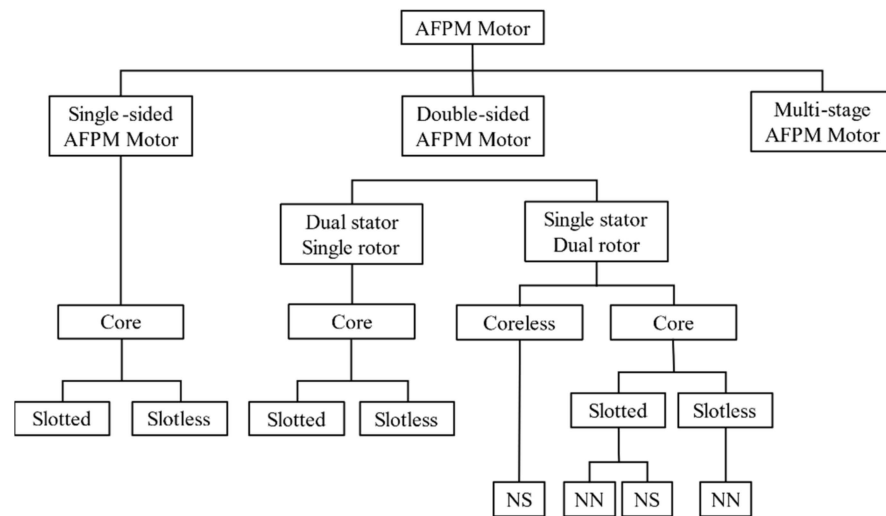 AFPM Motor
Single-sided
AFPM Motor
Double-sided
AFPM Motor
Multi-stage
AFPM Motor
Dual stator
Single rotor
Single stator
Dual rotor
Core
Core
Coreless
Core
Slotted
Slotless
Slotted
Slotless
Slotted
Slotless
NS
NN
NS
NN